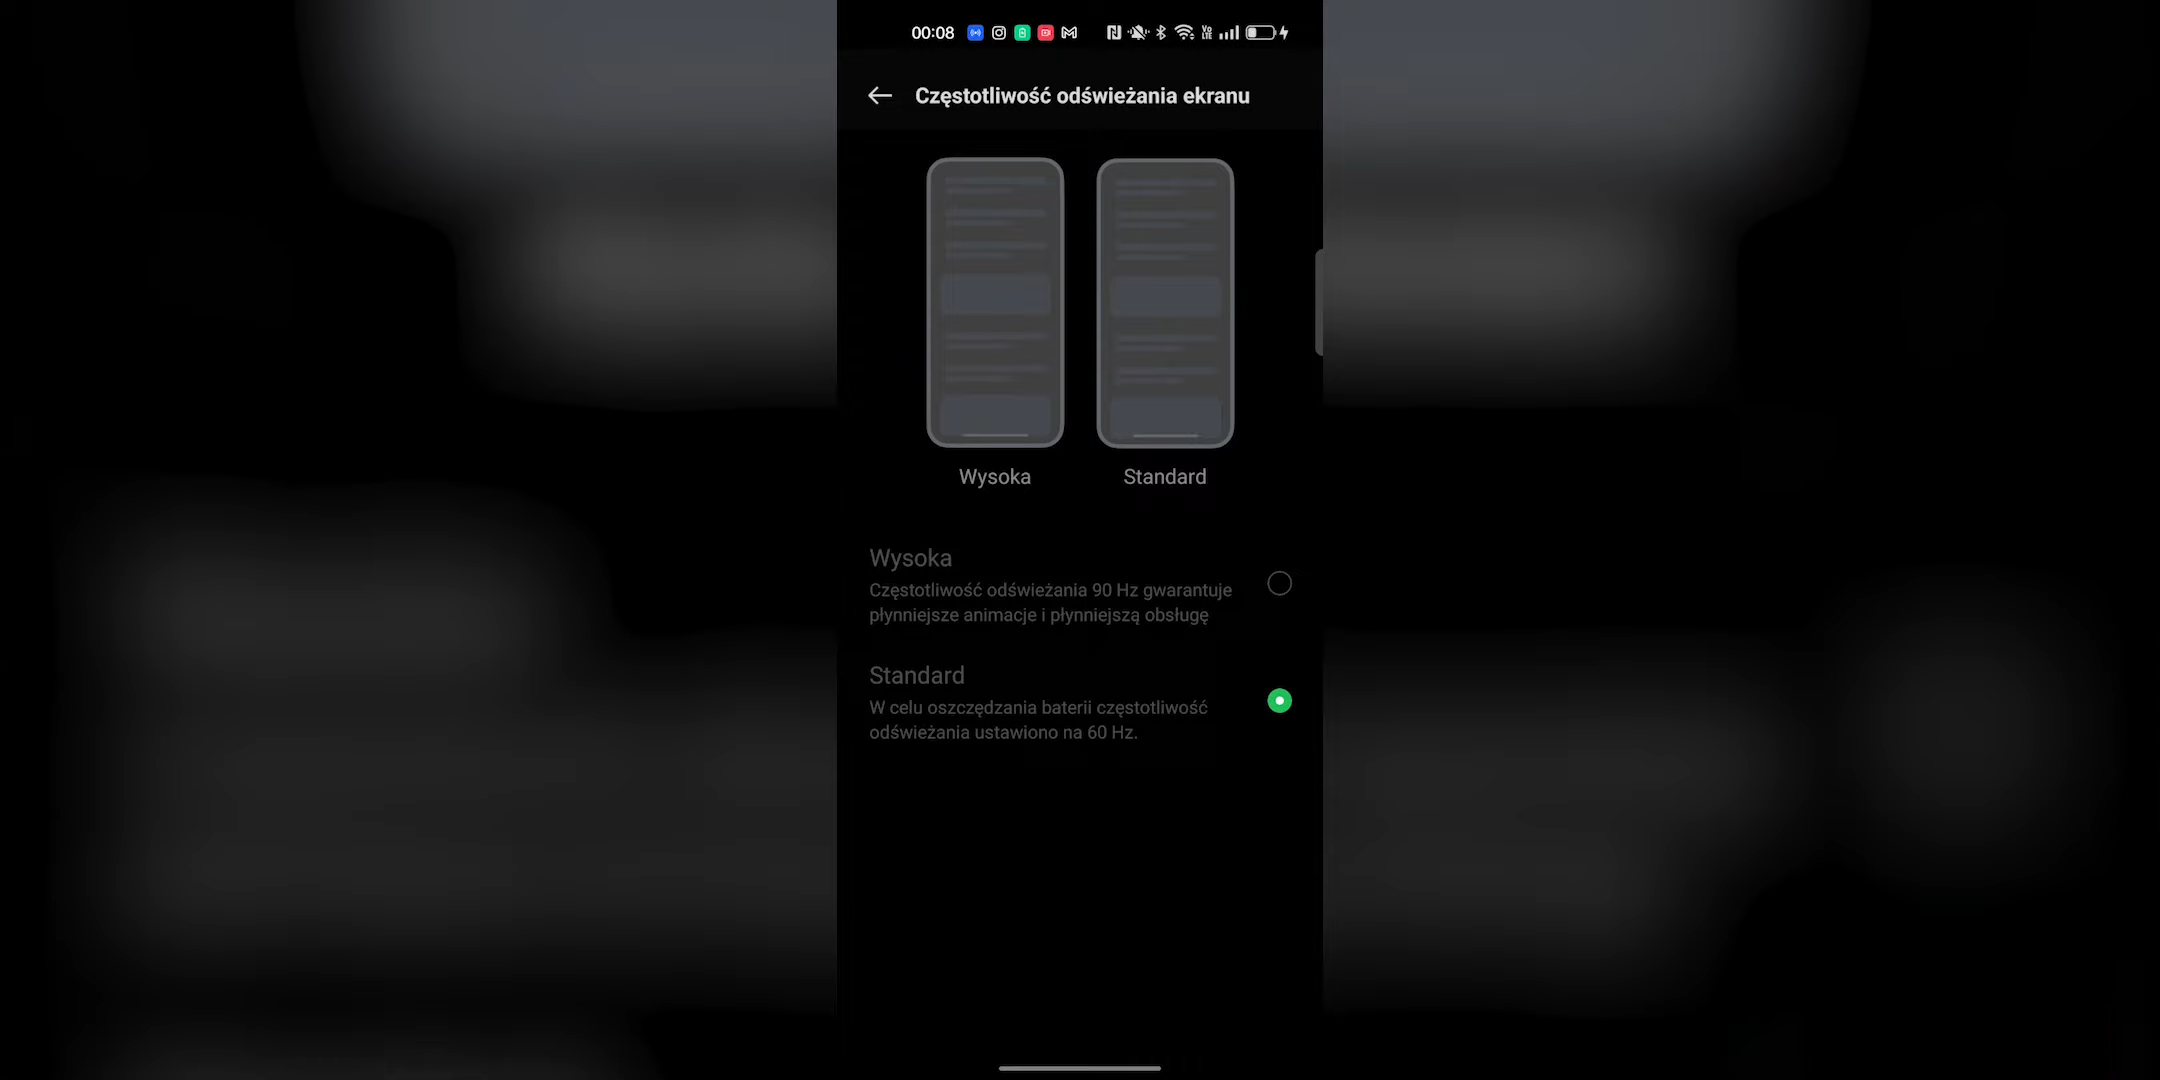 00:08
Częstotliwość odświeżania ekranu
Wysoka
Standard
Wysoka
Częstotliwość odświeżania 90 Hz gwarantuje
płynniejsze animacje i płynniejszą obsługę
Standard
W celu oszczędzania baterii częstotliwość
odświeżania ustawiono na 60 Hz.